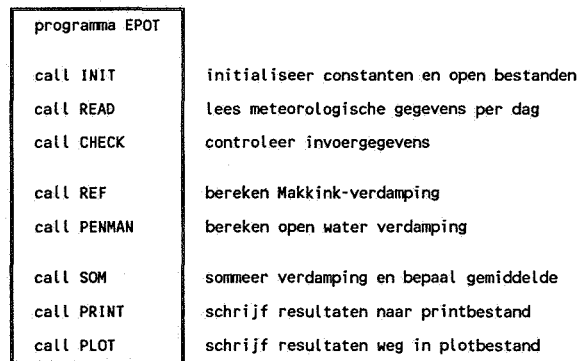 programma EPOT
call INIT initialiseer constanten en open bestanden
call READ lees meteorologische gegevens per dag
call CHECK controleer invoergegevens
call REF bereken Makkink-verdamping
call PENMAN bereken open water verdamping
call SOM sommeer verdamping en bepaal gemiddelde
call PRINT schrijf resultaten naar printbestand
call PLOT schrijf resultaten weg in plotbestand